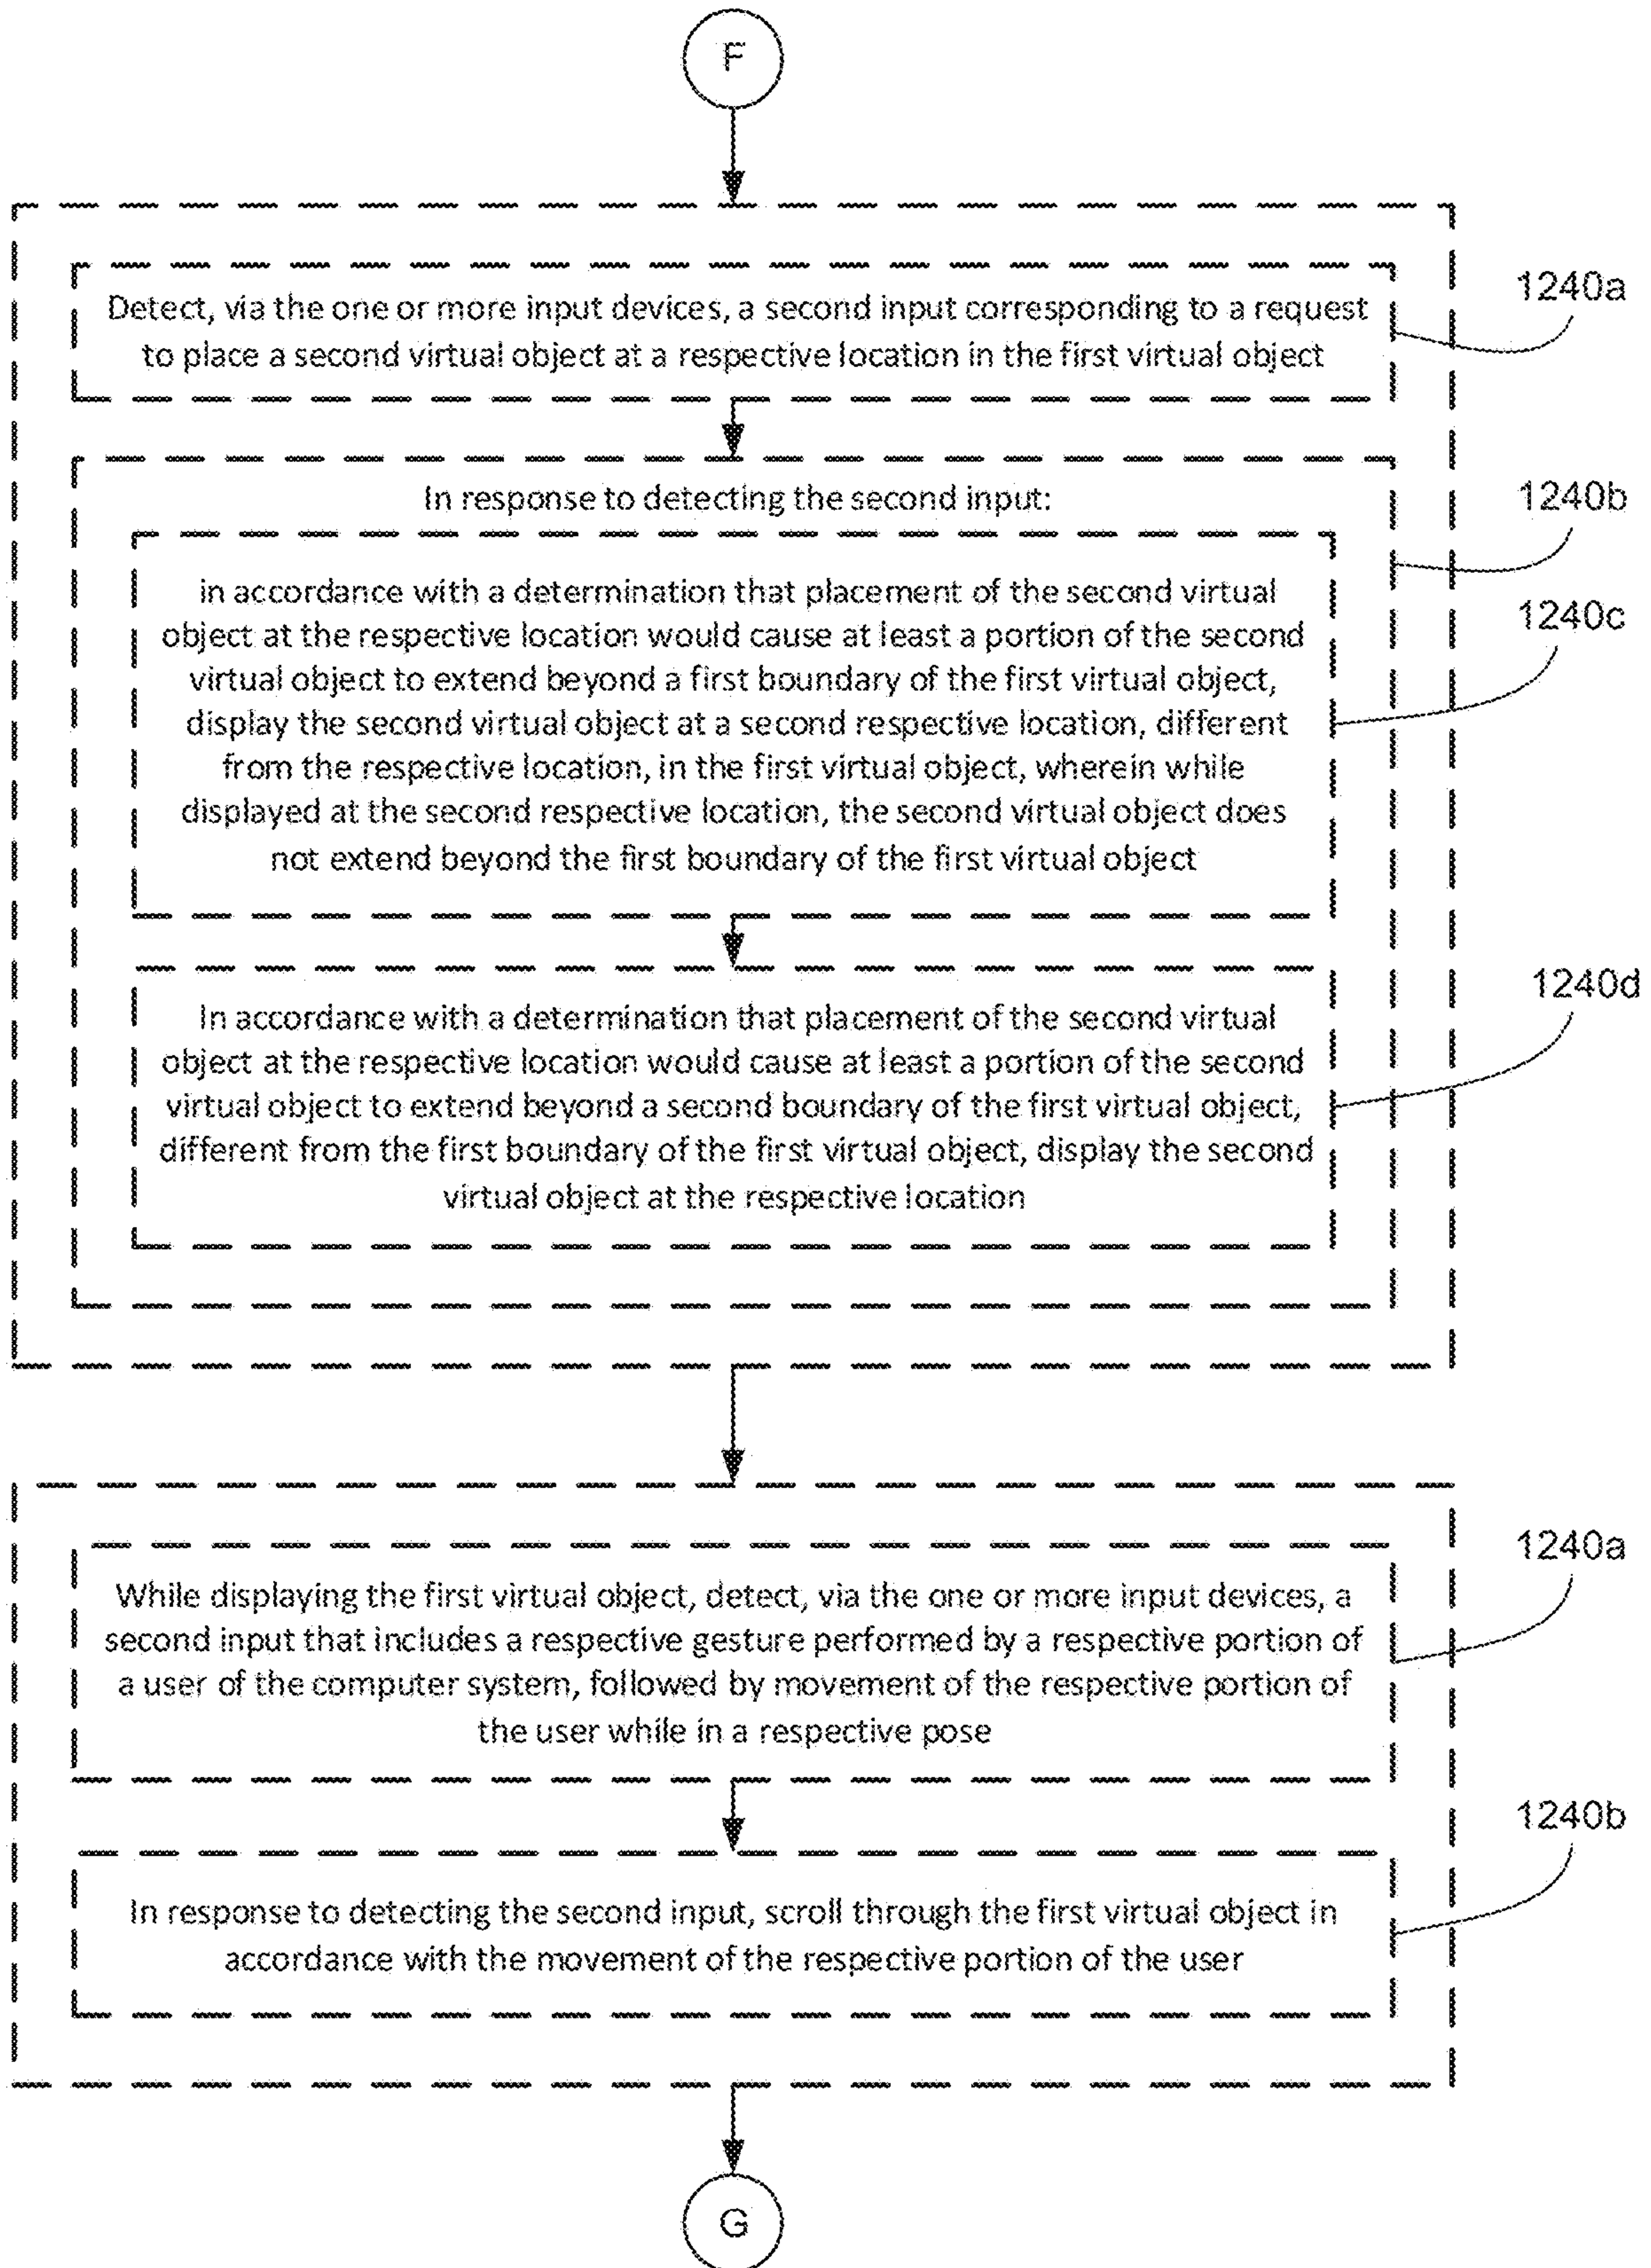 F
Detect, via the one or more input devices, a second input corresponding to a request
to place a second virtual object at a respective location in the first virtual object
1240a
In response to detecting the second input:
1240b
in accordance with a determination that placement of the second virtual
object at the respective location would cause at least a portion of the second
virtual object to extend beyond a first boundary of the first virtual object,
display the second virtual object at a second respective location, different
from the respective location, in the first virtual object, wherein while
displayed at the second respective location, the second virtual object does
not extend beyond the first boundary of the first virtual object
1240c
In accordance with a determination that placement of the second virtual
object at the respective location would cause at least a portion of the second
virtual object to extend beyond a second boundary of the first virtual object,
different from the first boundary of the first virtual object, display the second
virtual object at the respective location
1240d
While displaying the first virtual object, detect, via the one or more input devices, a
second input that includes a respective gesture performed by a respective portion of
a user of the computer system, followed by movement of the respective portion of
the user while in a respective pose
1240a
In response to detecting the second input, scroll through the first virtual object in
accordance with the movement of the respective portion of the user
1240b
G